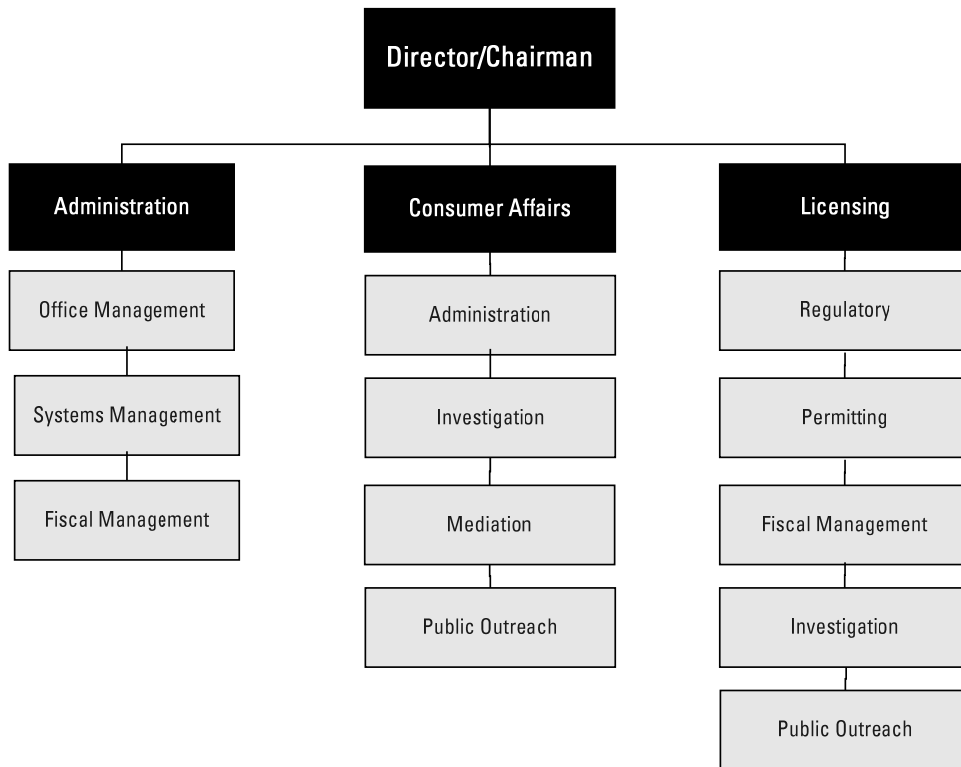 Director/Chairman
Administration
Office Management
Systems Management
Fiscal Management
Consumer Affairs
Administration
Investigation
Mediation
Public Outreach
Licensing
Regulatory
Permitting
Fiscal Management
Investigation
Public Outreach